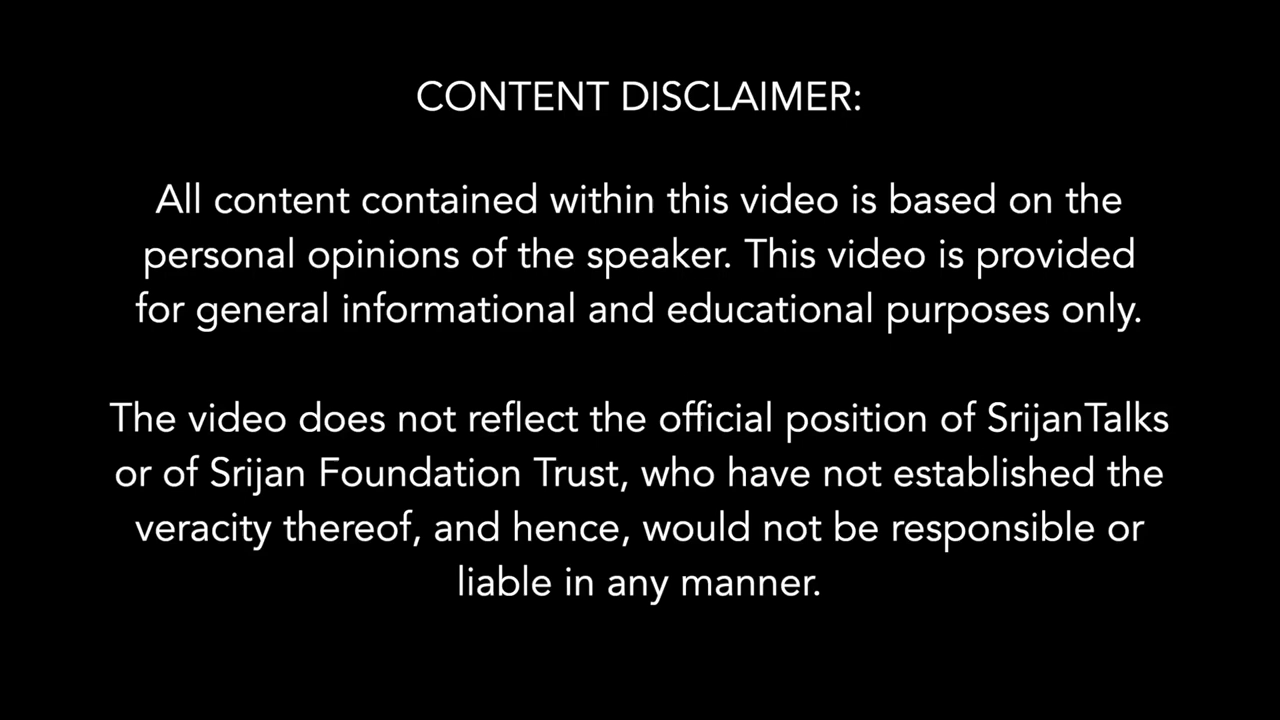 CONTENT DISCLAIMER:
All content contained within this video is based on the
personal opinions of the speaker. This video is provided
for general informational and educational purposes only.
The video does not reflect the official position of SrijanTalks
or of Srijan Foundation Trust, who have not established the
veracity thereof, and hence, would not be responsible or
liable in any manner.